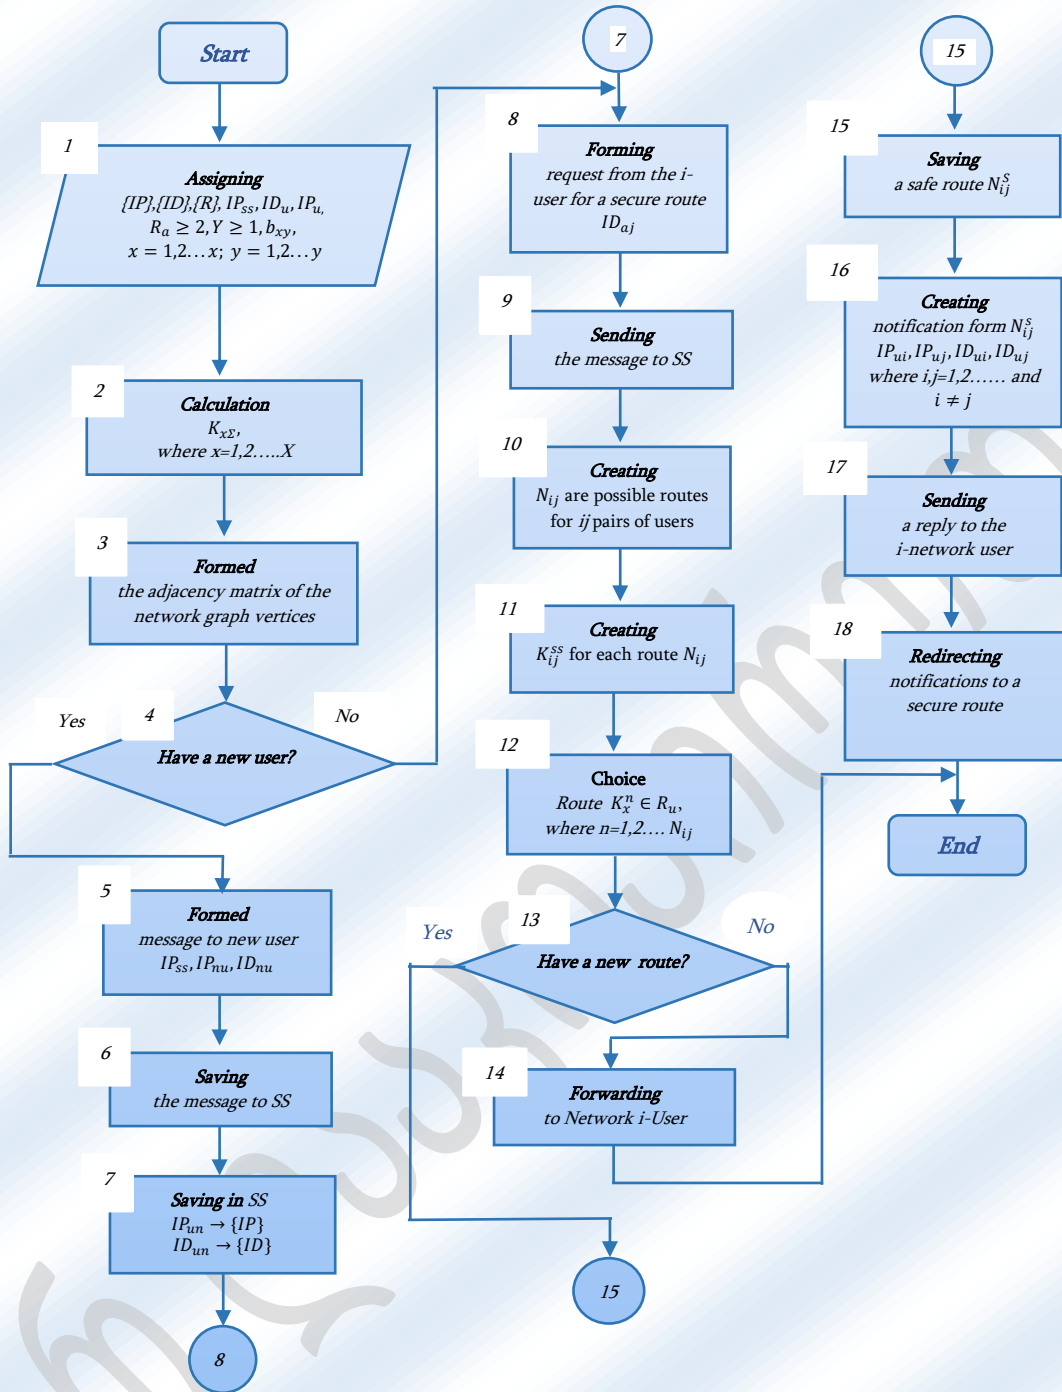 Start
1
Assigning
{IP},{ID},{R}, IP_ss, ID_u, IP_u,
R_a ≥ 2, Y ≥ 1, b_xy,
x = 1,2…x; y = 1,2…y
2
Calculation
K_xΣ,
where x=1,2…..X
3
Formed
the adjacency matrix of the
network graph vertices
Yes
4
No
Have a new user?
5
Formed
message to new user
IP_ss, IP_nu, ID_nu
6
Saving
the message to SS
7
Saving in SS
IP_un → {IP}
ID_un → {ID}
8
7
8
Forming
request from the i-
user for a secure route
ID_aj
9
Sending
the message to SS
10
Creating
N_ij are possible routes
for ij pairs of users
11
Creating
K_ij^ss for each route N_ij
12
Choice
Route K_x^n ∈ R_u,
where n=1,2…. N_ij
Yes
13
No
Have a new route?
14
Forwarding
to Network i-User
15
15
15
Saving
a safe route N_ij^S
16
Creating
notification form N_ij^s
IP_ui, IP_uj, ID_ui, ID_uj
where i,j=1,2…… and
i ≠ j
17
Sending
a reply to the
i-network user
18
Redirecting
notifications to a
secure route
End